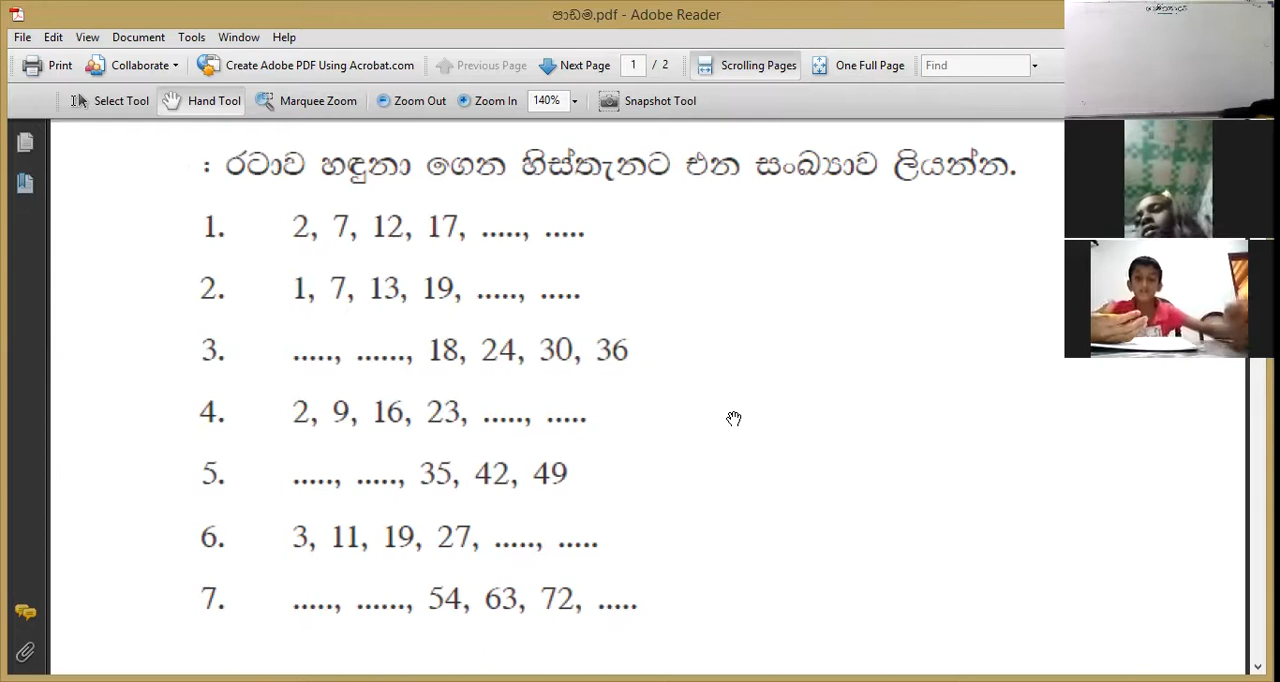 පාඩම.pdf - Adobe Reader
File Edit View Document Tools Window Help
Print Collaborate Create Adobe PDF Using Acrobat.com Previous Page Next Page 1 / 2 Scrolling Pages One Full Page Find
Select Tool Hand Tool Marquee Zoom Zoom Out Zoom In 140% Snapshot Tool
: රටාව හඳුනා ගෙන හිස්තැනට එන සංඛ්‍යාව ලියන්න.
1. 2, 7, 12, 17, ....., .....
2. 1, 7, 13, 19, ....., .....
3. ....., ......, 18, 24, 30, 36
4. 2, 9, 16, 23, ....., .....
5. ....., ....., 35, 42, 49
6. 3, 11, 19, 27, ....., .....
7. ....., ......, 54, 63, 72, .....